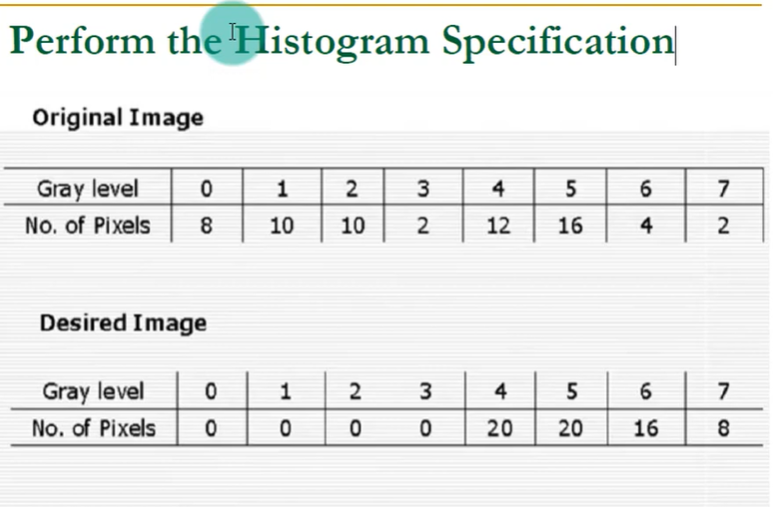 Perform the Histogram Specification
Original Image
Gray level 0 1 2 3 4 5 6 7
No. of Pixels 8 10 10 2 12 16 4 2
Desired Image
Gray level 0 1 2 3 4 5 6 7
No. of Pixels 0 0 0 0 20 20 16 8